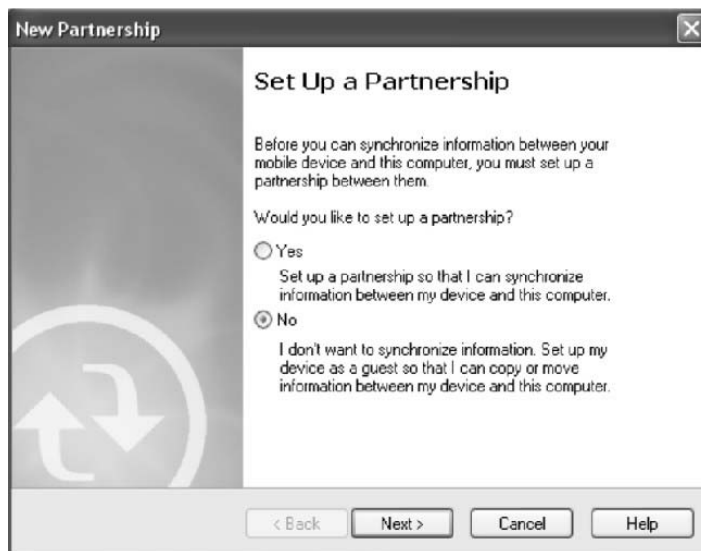 New Partnership
Set Up a Partnership
Before you can synchronize information between your
mobile device and this computer, you must set up a
partnership between them.
Would you like to set up a partnership?
Yes
Set up a partnership so that I can synchronize
information between my device and this computer.
No
I don't want to synchronize information. Set up my
device as a guest so that I can copy or move
information between my device and this computer.
< Back Next > Cancel Help